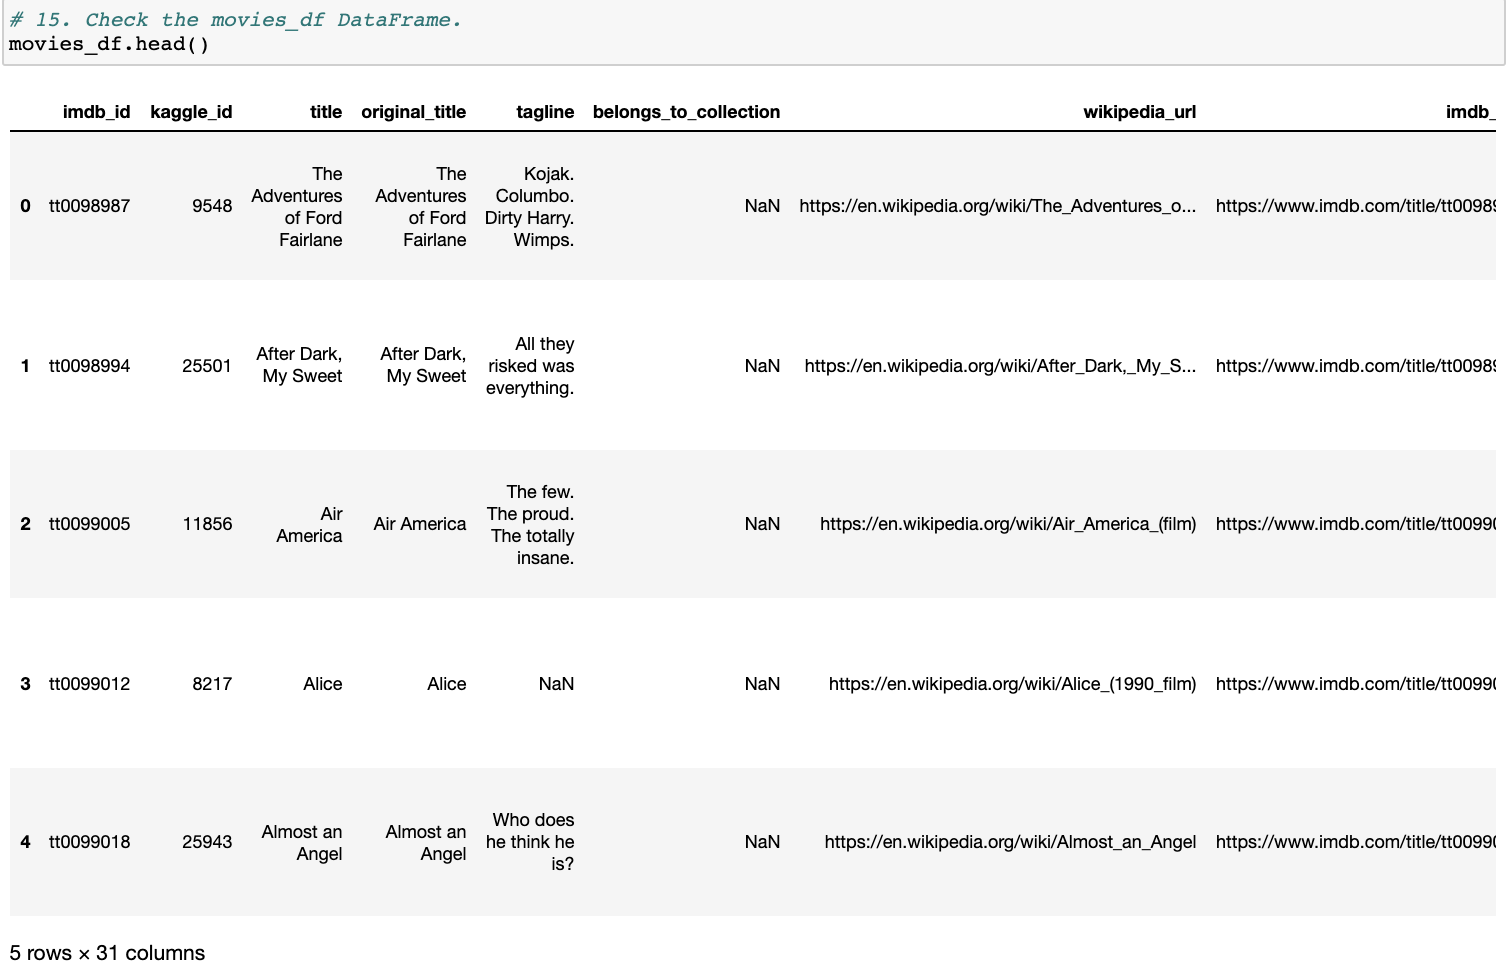 # 15. Check the movies_df DataFrame.
movies_df.head()
imdb_id kaggle_id title original_title tagline belongs_to_collection wikipedia_url imdb_
The The Kojak.
Adventures Adventures Columbo.
0 tt0098987 9548 of Ford of Ford Dirty Harry. NaN https://en.wikipedia.org/wiki/The_Adventures_o... https://www.imdb.com/title/tt00989
Fairlane Fairlane Wimps.
All they
After Dark, After Dark,
1 tt0098994 25501 risked was NaN https://en.wikipedia.org/wiki/After_Dark,_My_S... https://www.imdb.com/title/tt00989
My Sweet My Sweet
everything.
The few.
Air The proud.
2 tt0099005 11856 Air America NaN https://en.wikipedia.org/wiki/Air_America_(film) https://www.imdb.com/title/tt00990
America The totally
insane.
3 tt0099012 8217 Alice Alice NaN NaN https://en.wikipedia.org/wiki/Alice_(1990_film) https://www.imdb.com/title/tt00990
Who does
Almost an Almost an
4 tt0099018 25943 he think he NaN https://en.wikipedia.org/wiki/Almost_an_Angel https://www.imdb.com/title/tt00990
Angel Angel
is?
5 rows × 31 columns